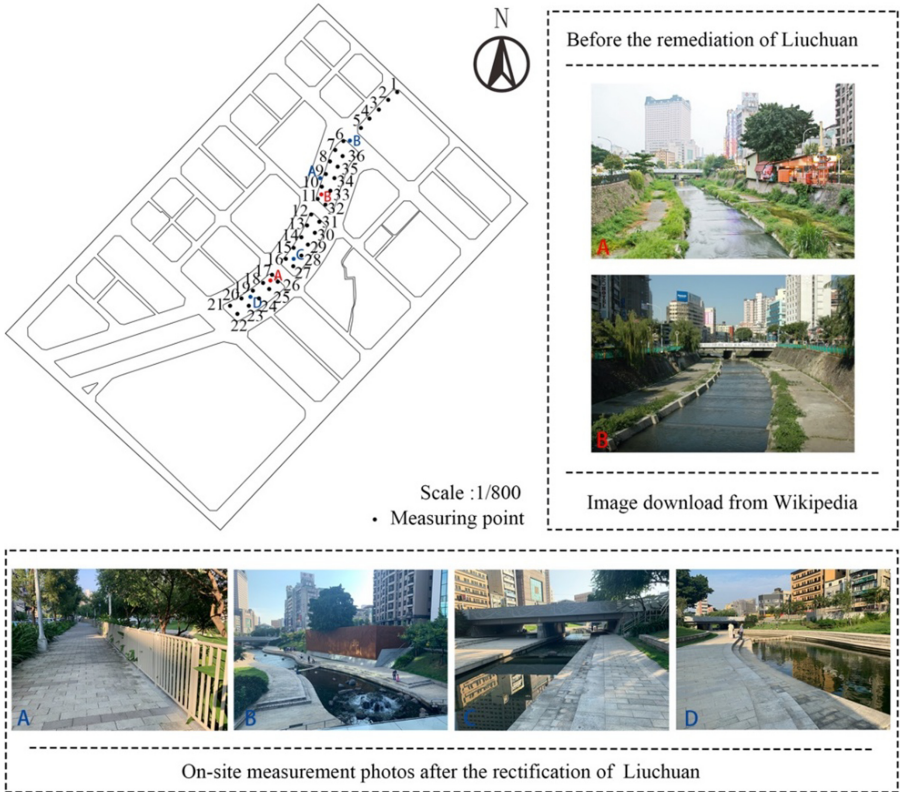 N
Before the remediation of Liuchuan
A
B
Image download from Wikipedia
1
2
3
4
5
6
B
7
36
8
35
9
A
34
10
33
B
11
32
12
31
13
30
14
29
15
C
28
16
27
17
A
26
18
25
19
D
24
20
23
21
22
Scale :1/800
• Measuring point
A
B
C
D
On-site measurement photos after the rectification of Liuchuan